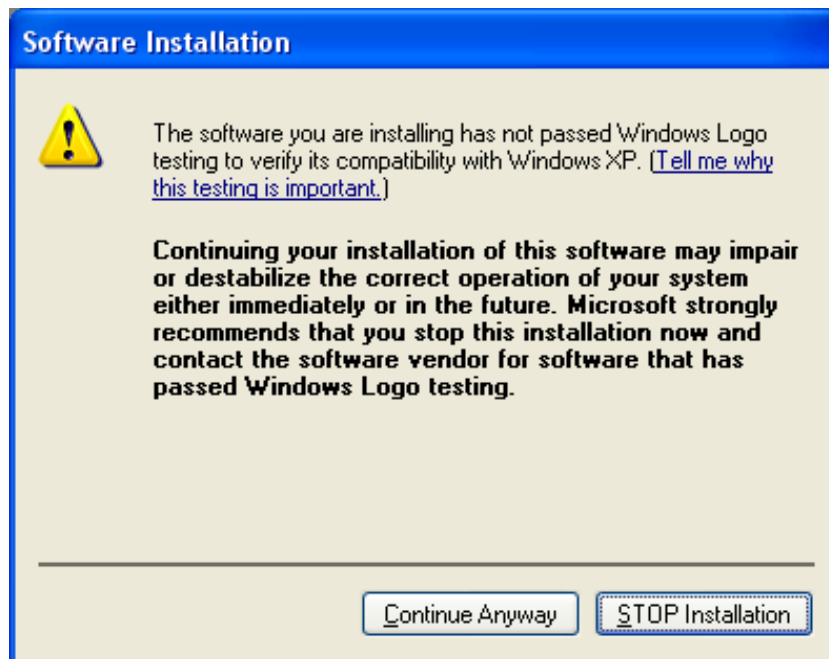 Software Installation
The software you are installing has not passed Windows Logo
testing to verify its compatibility with Windows XP. (Tell me why
this testing is important.)
Continuing your installation of this software may impair
or destabilize the correct operation of your system
either immediately or in the future. Microsoft strongly
recommends that you stop this installation now and
contact the software vendor for software that has
passed Windows Logo testing.
Continue Anyway
STOP Installation